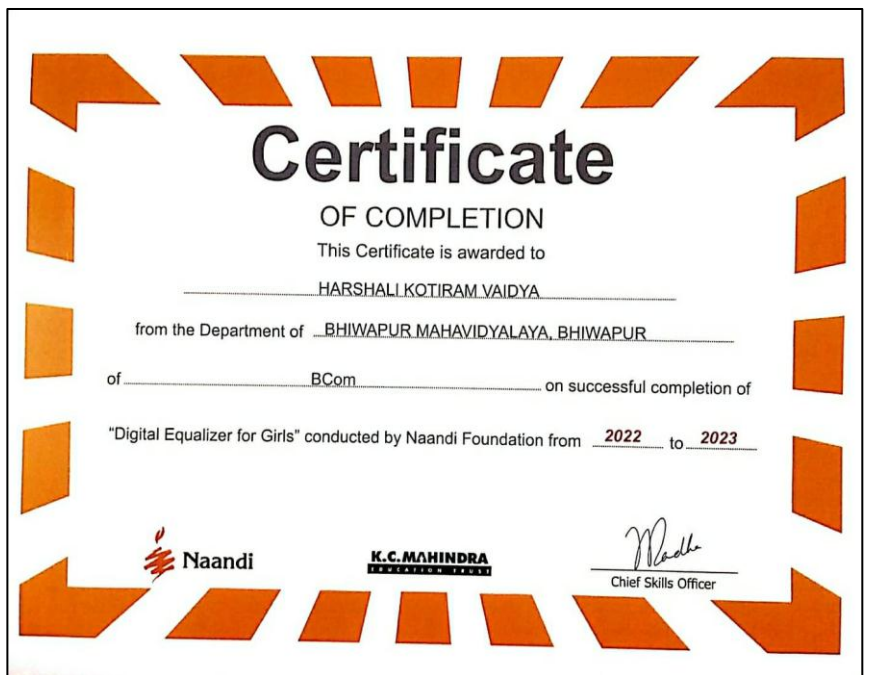 Certificate
OF COMPLETION
This Certificate is awarded to
HARSHALI KOTIRAM VAIDYA
from the Department of BHIWAPUR MAHAVIDYALAYA, BHIWAPUR
of BCom on successful completion of
"Digital Equalizer for Girls" conducted by Naandi Foundation from 2022 to 2023
Naandi
K.C.MAHINDRA
EDUCATION TRUST
Madhu
Chief Skills Officer